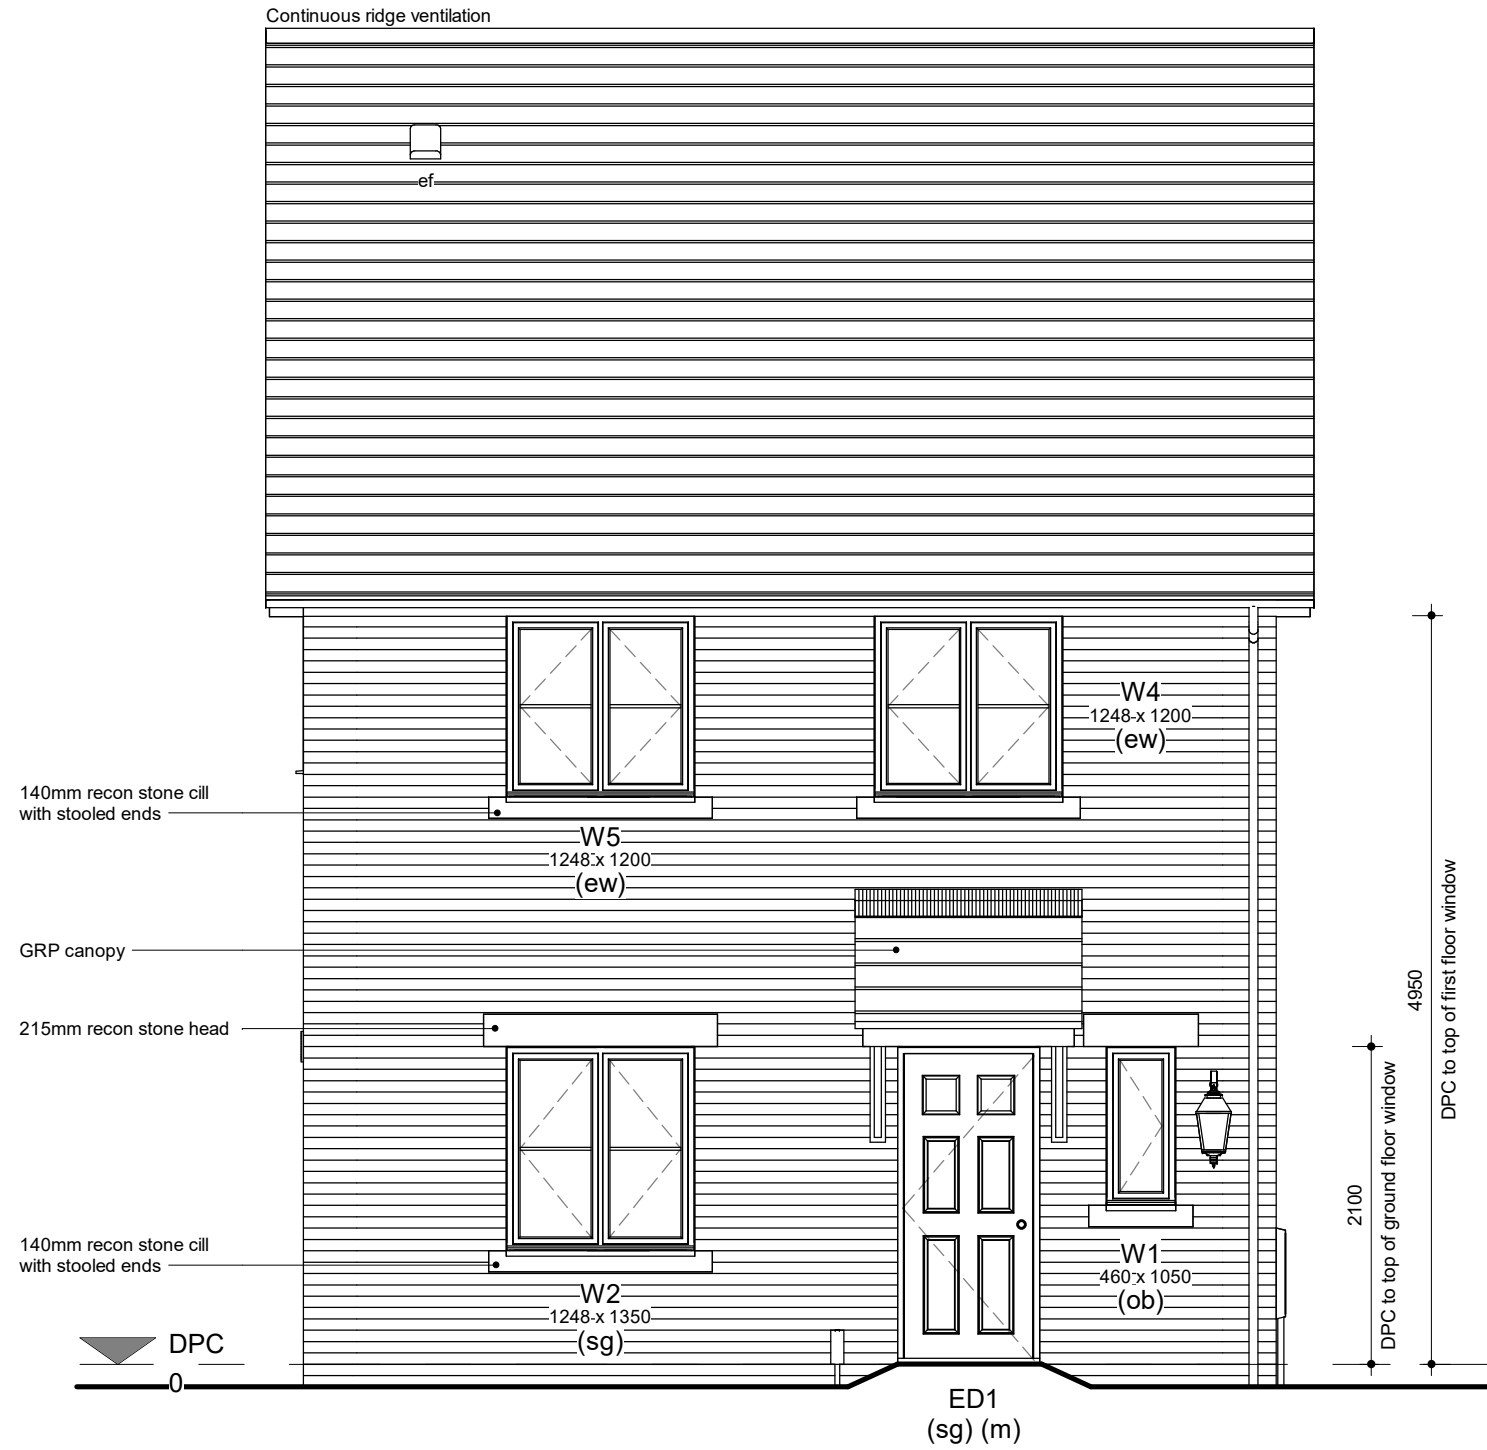 Continuous ridge ventilation
ef
W4
1248 x 1200
(ew)
140mm recon stone cill
with stooled ends
W5
1248 x 1200
(ew)
GRP canopy
215mm recon stone head
4950
DPC to top of first floor window
2100
DPC to top of ground floor window
140mm recon stone cill
with stooled ends
W1
460 x 1050
(ob)
W2
1248 x 1350
(sg)
DPC
0
ED1
(sg) (m)